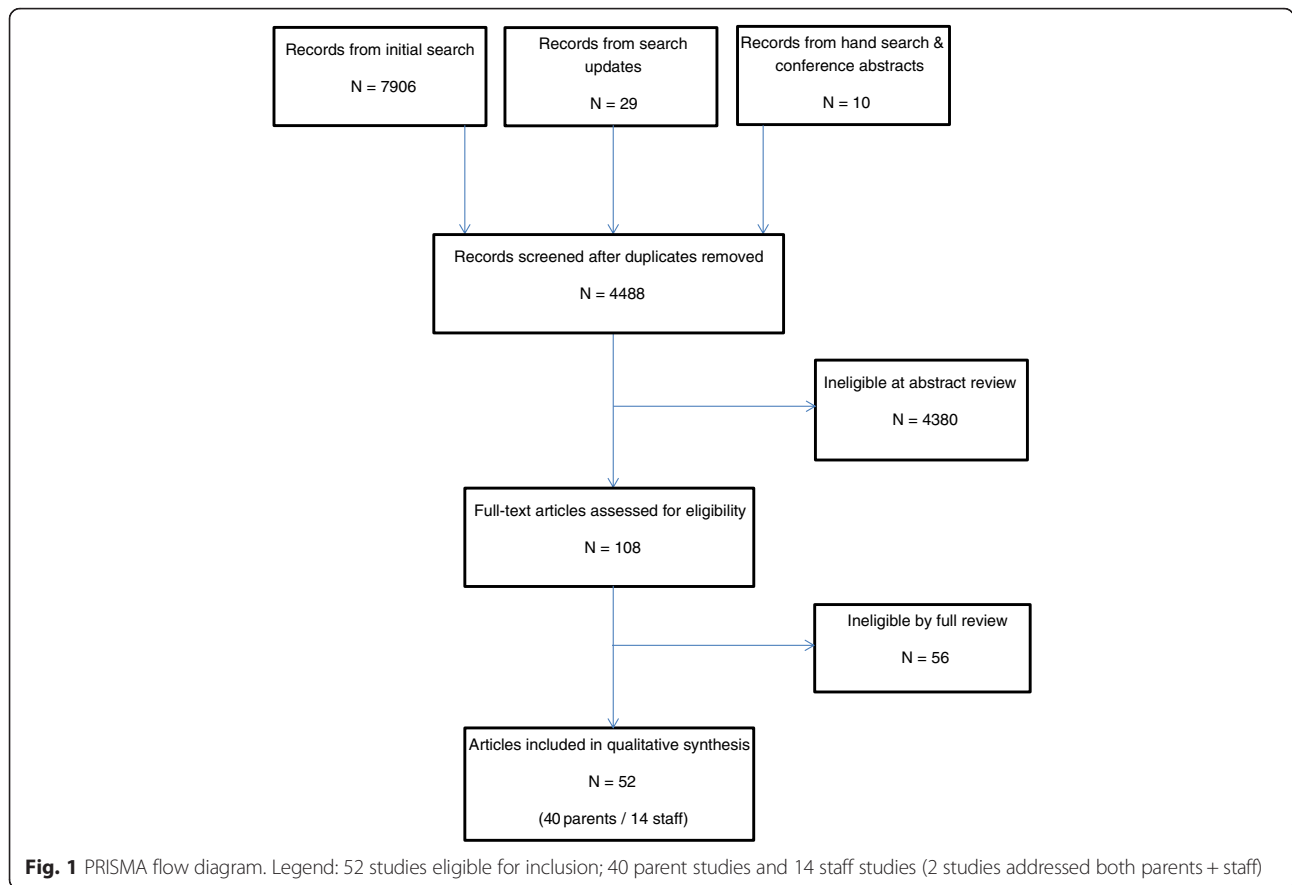 Records from initial search
N = 7906
Records from search
updates
N = 29
Records from hand search &
conference abstracts
N = 10
Records screened after duplicates removed
N = 4488
Ineligible at abstract review
N = 4380
Full-text articles assessed for eligibility
N = 108
Ineligible by full review
N = 56
Articles included in qualitative synthesis
N = 52
(40 parents / 14 staff)
Fig. 1 PRISMA flow diagram. Legend: 52 studies eligible for inclusion; 40 parent studies and 14 staff studies (2 studies addressed both parents + staff)